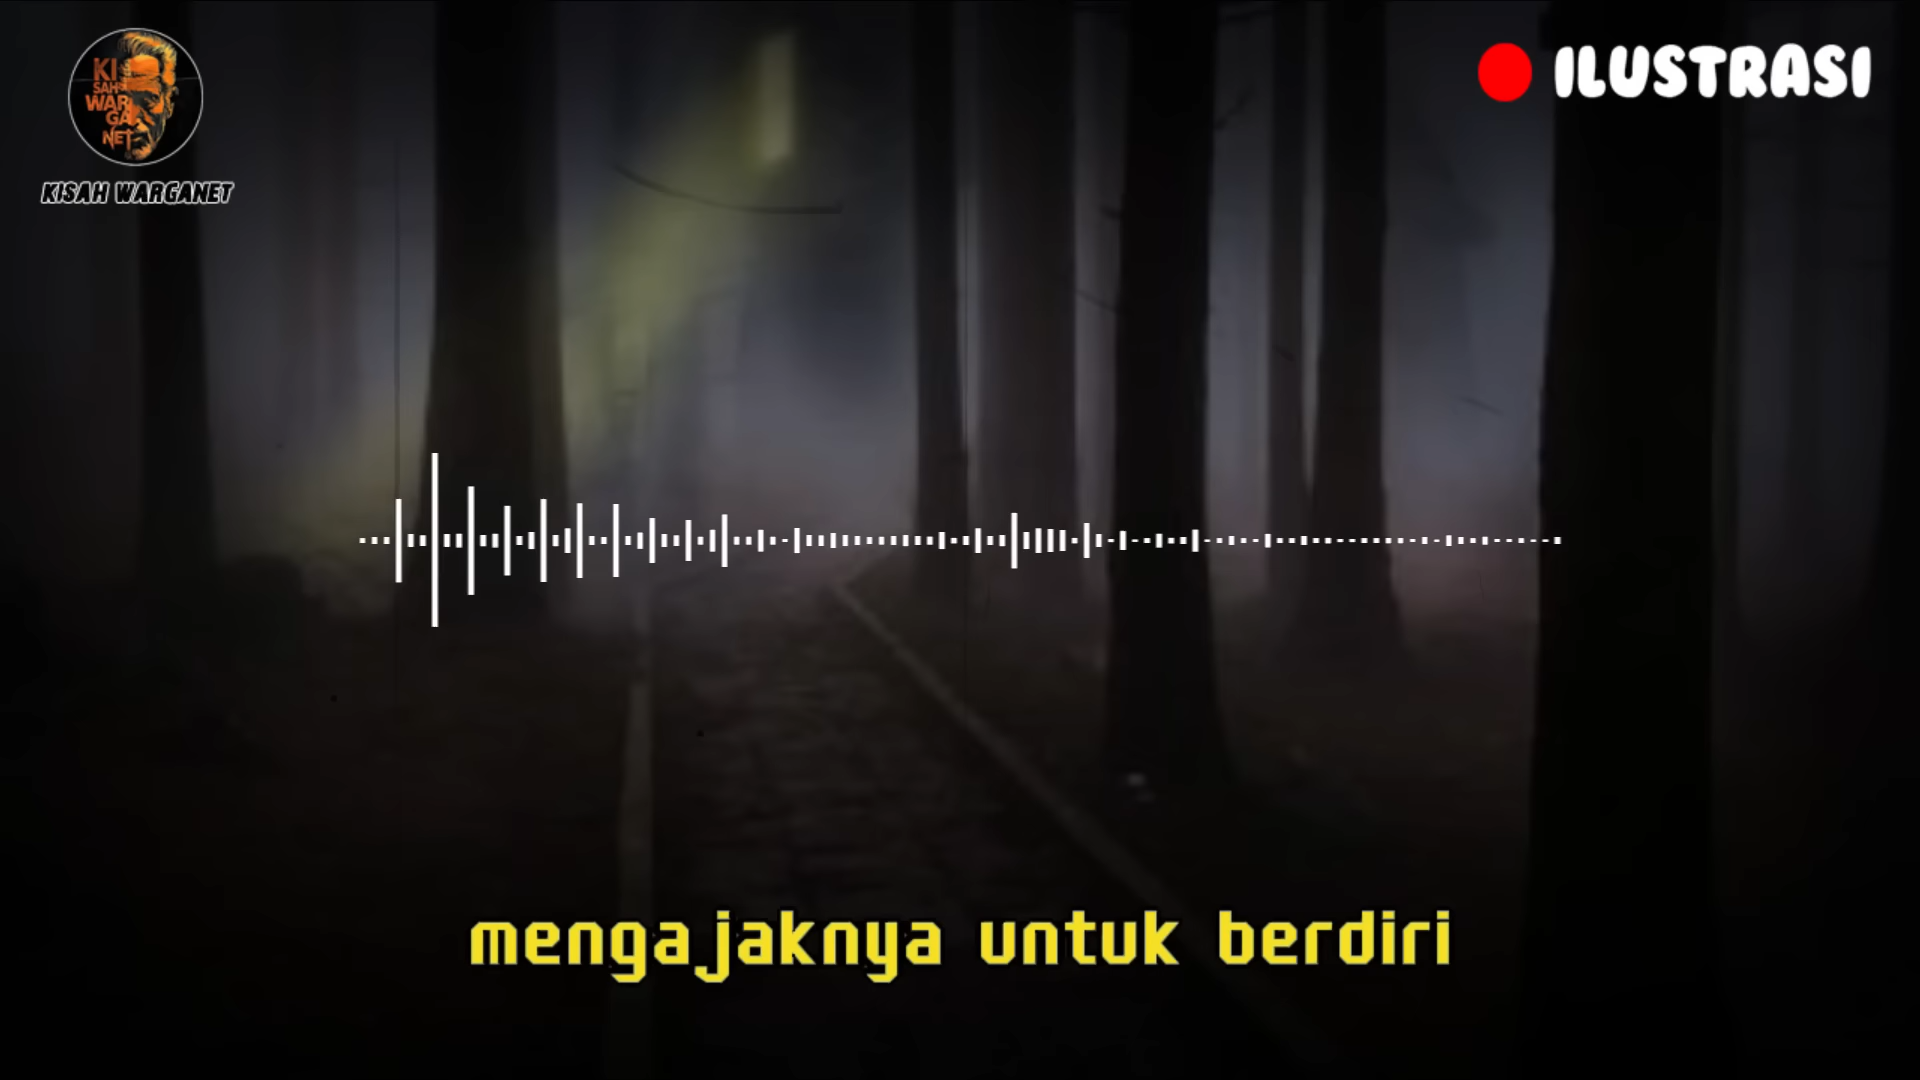 KI
SAH
WAR
GA
NET
KISAH WARGANET
ILUSTRASI
mengajaknya untuk berdiri